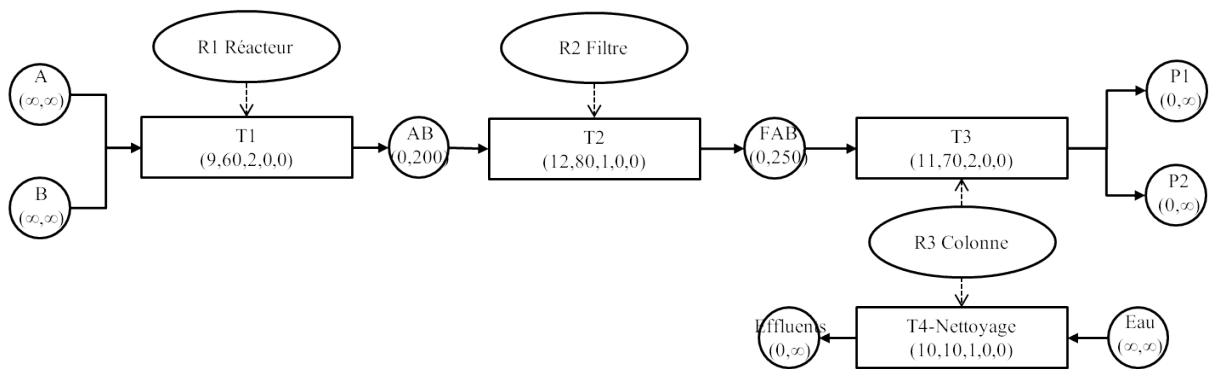 R1 Réacteur
R2 Filtre
A
(∞,∞)
P1
(0,∞)
T1
(9,60,2,0,0)
AB
(0,200)
T2
(12,80,1,0,0)
FAB
(0,250)
T3
(11,70,2,0,0)
B
(∞,∞)
P2
(0,∞)
R3 Colonne
Effluents
(0,∞)
T4-Nettoyage
(10,10,1,0,0)
Eau
(∞,∞)